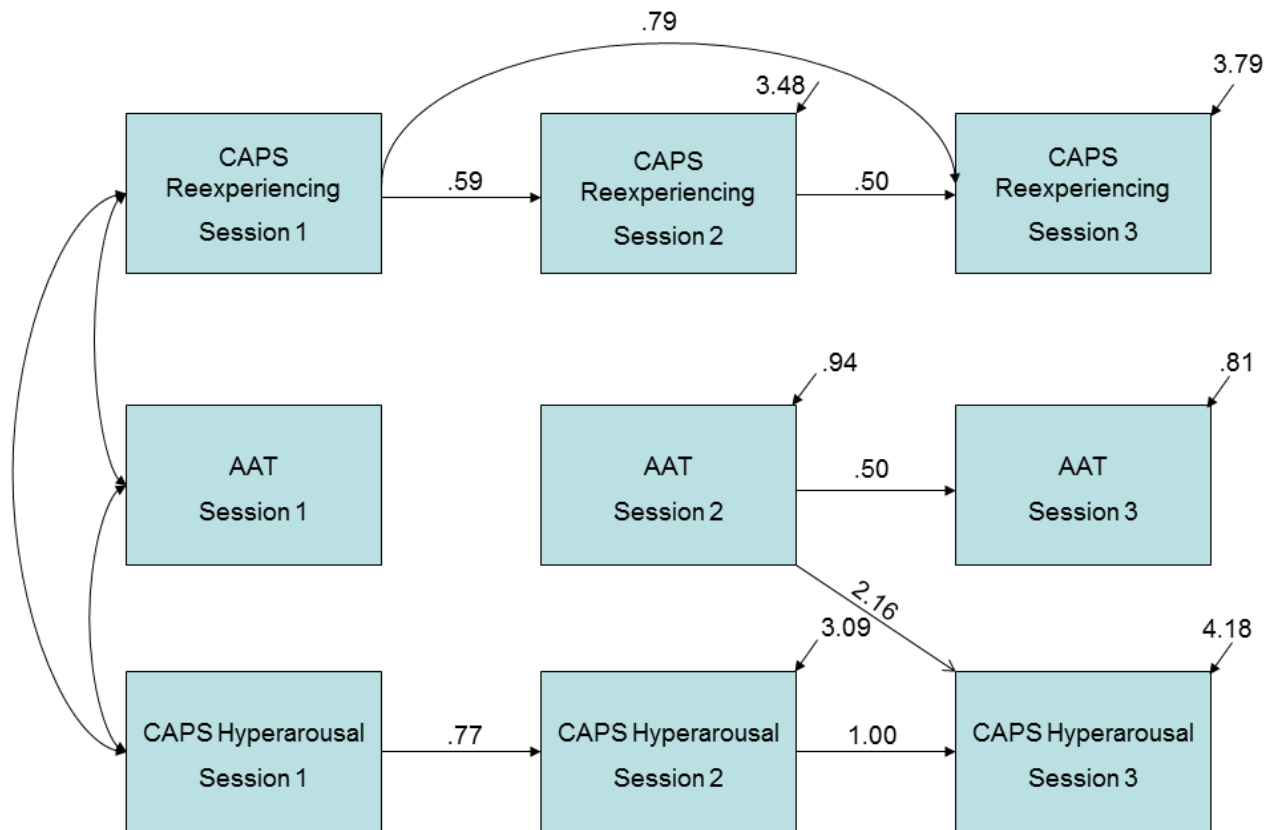 .79
3.48
3.79
CAPS
Reexperiencing
Session 1
.59
CAPS
Reexperiencing
Session 2
.50
CAPS
Reexperiencing
Session 3
.94
.81
AAT
Session 1
AAT
Session 2
.50
AAT
Session 3
2.16
3.09
4.18
CAPS Hyperarousal
Session 1
.77
CAPS Hyperarousal
Session 2
1.00
CAPS Hyperarousal
Session 3